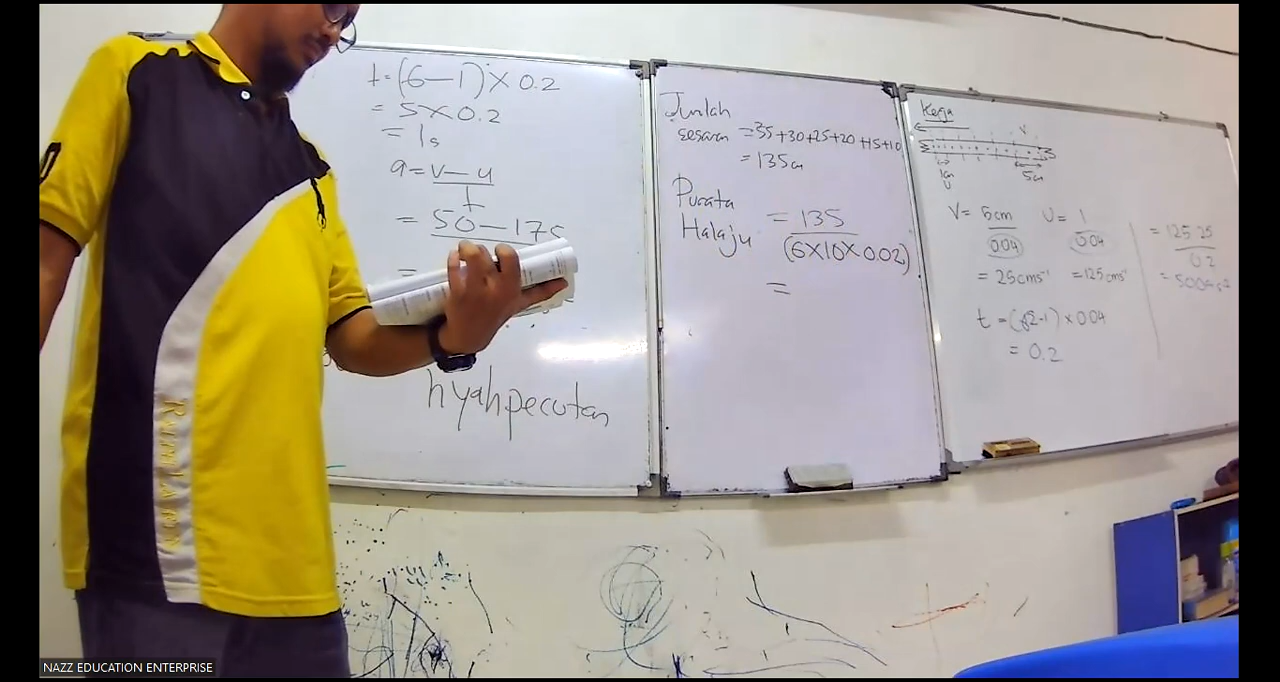 t=(6-1)×0.2
= 5×0.2
= 1s
a = v-u
t
= 50-175
=
nyahpecutan
Jumlah
sesaran = 35+30+25+20+15+10
= 135cm
Purata
Halaju = 135
(6×10×0.02)
=
Kerja
V
1cm 5cm
U
V= 5cm U= 1
0.04 0.04
= 25cms⁻¹ = 125cms⁻¹
t = -1) × 0.04
= 0.2
= 125 25
0.2
NAZZ EDUCATION ENTERPRISE